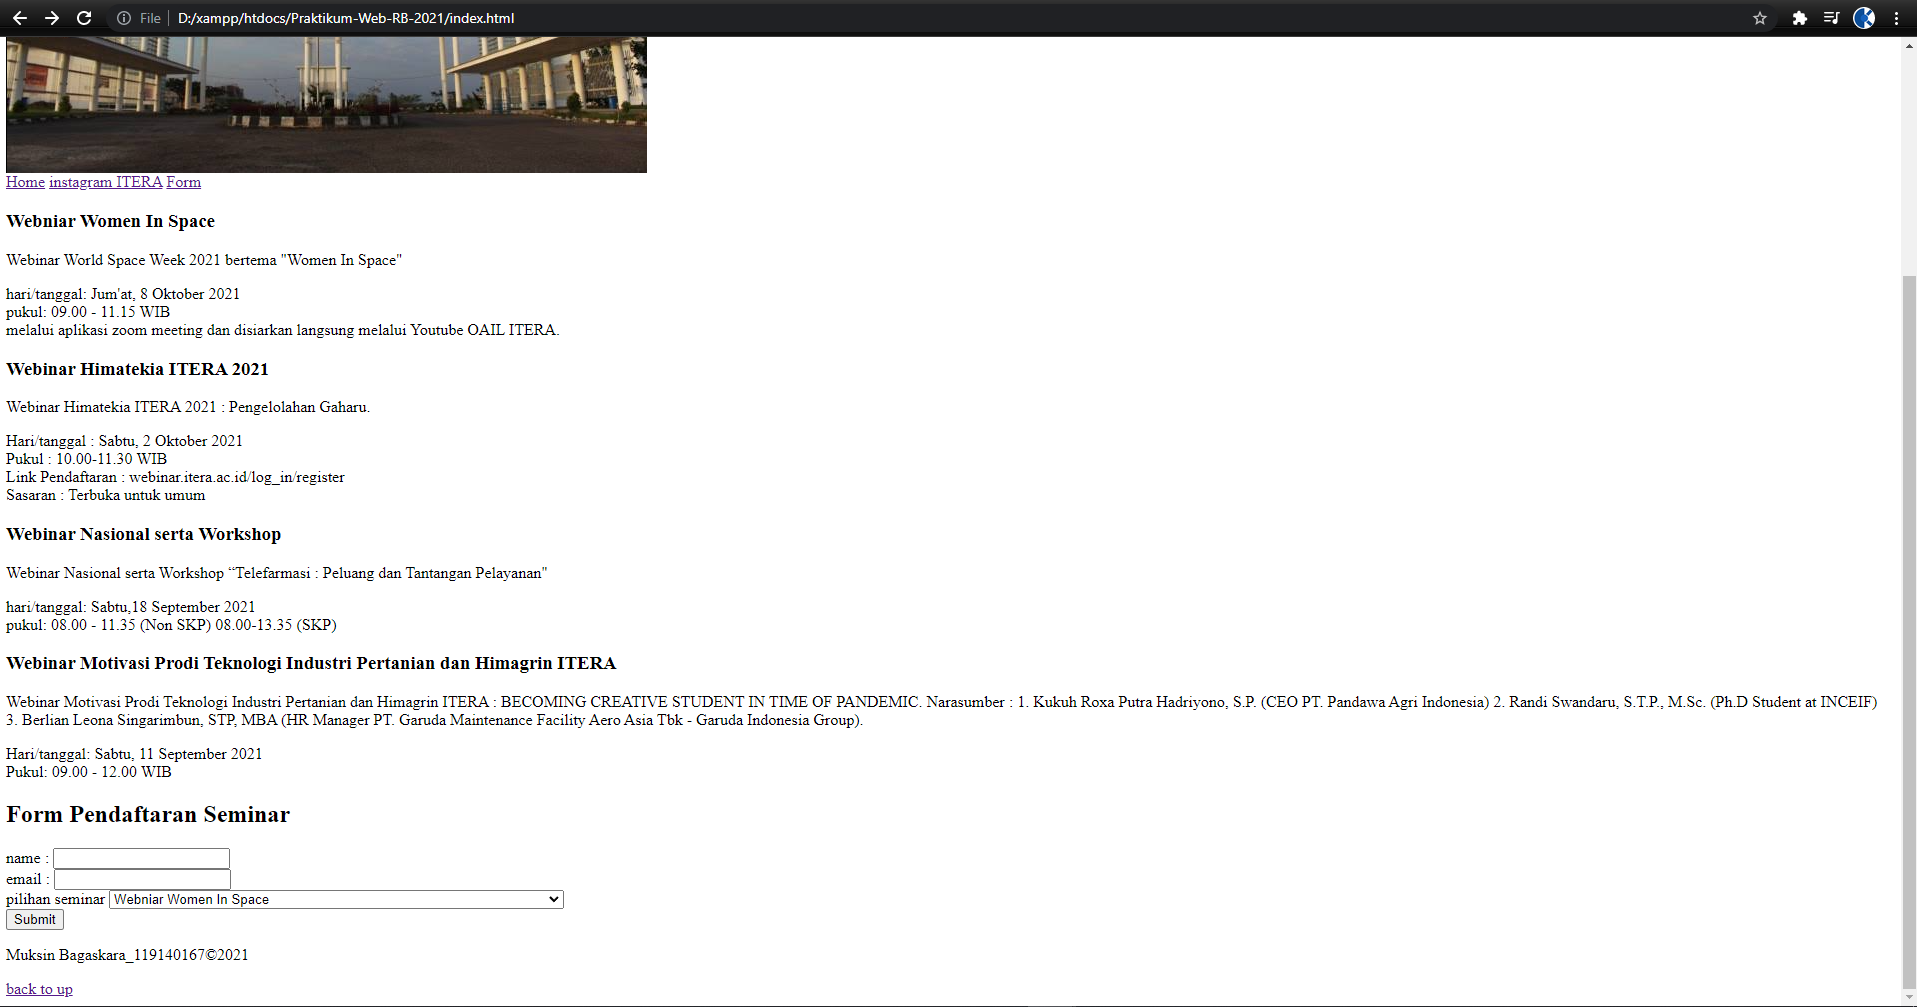 File | D:/xampp/htdocs/Praktikum-Web-RB-2021/index.html
Home instagram ITERA Form
Webniar Women In Space
Webinar World Space Week 2021 bertema "Women In Space"
hari/tanggal: Jum'at, 8 Oktober 2021
pukul: 09.00 - 11.15 WIB
melalui aplikasi zoom meeting dan disiarkan langsung melalui Youtube OAIL ITERA.
Webinar Himatekia ITERA 2021
Webinar Himatekia ITERA 2021 : Pengelolahan Gaharu.
Hari/tanggal : Sabtu, 2 Oktober 2021
Pukul : 10.00-11.30 WIB
Link Pendaftaran : webinar.itera.ac.id/log_in/register
Sasaran : Terbuka untuk umum
Webinar Nasional serta Workshop
Webinar Nasional serta Workshop “Telefarmasi : Peluang dan Tantangan Pelayanan"
hari/tanggal: Sabtu,18 September 2021
pukul: 08.00 - 11.35 (Non SKP) 08.00-13.35 (SKP)
Webinar Motivasi Prodi Teknologi Industri Pertanian dan Himagrin ITERA
Webinar Motivasi Prodi Teknologi Industri Pertanian dan Himagrin ITERA : BECOMING CREATIVE STUDENT IN TIME OF PANDEMIC. Narasumber : 1. Kukuh Roxa Putra Hadriyono, S.P. (CEO PT. Pandawa Agri Indonesia) 2. Randi Swandaru, S.T.P., M.Sc. (Ph.D Student at INCEIF)
3. Berlian Leona Singarimbun, STP, MBA (HR Manager PT. Garuda Maintenance Facility Aero Asia Tbk - Garuda Indonesia Group).
Hari/tanggal: Sabtu, 11 September 2021
Pukul: 09.00 - 12.00 WIB
Form Pendaftaran Seminar
name :
email :
pilihan seminar Webniar Women In Space
Submit
Muksin Bagaskara_119140167©2021
back to up